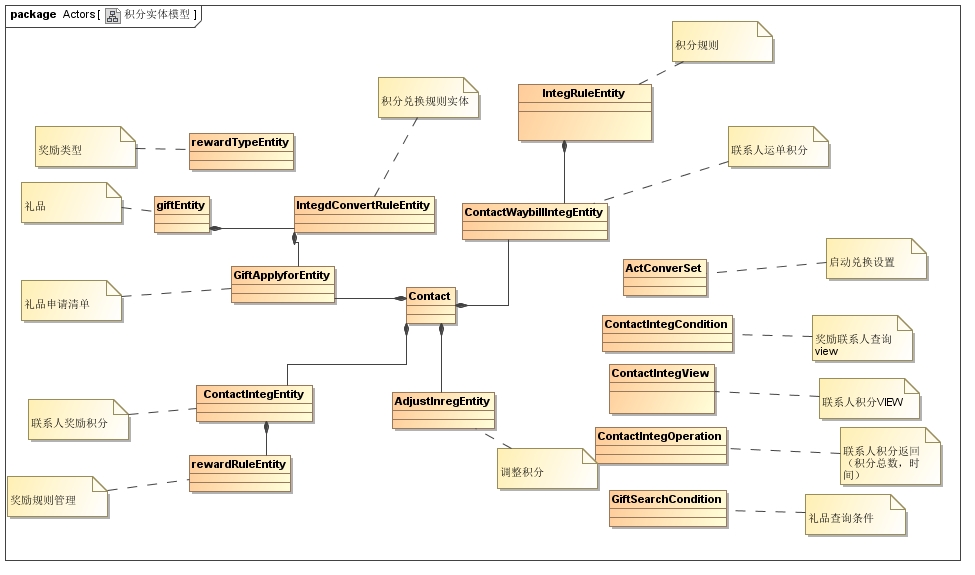 package Actors [ 积分实体模型 ]
积分规则
IntegRuleEntity
积分兑换规则实体
奖励类型
rewardTypeEntity
联系人运单积分
礼品
giftEntity
IntegdConvertRuleEntity
ContactWaybillIntegEntity
启动兑换设置
ActConverSet
GiftApplyforEntity
礼品申请清单
Contact
ContactIntegCondition
奖励联系人查询
view
ContactIntegView
联系人积分VIEW
ContactIntegEntity
AdjustInregEntity
联系人奖励积分
ContactIntegOperation
联系人积分返回
（积分总数，时
间）
调整积分
rewardRuleEntity
奖励规则管理
GiftSearchCondition
礼品查询条件